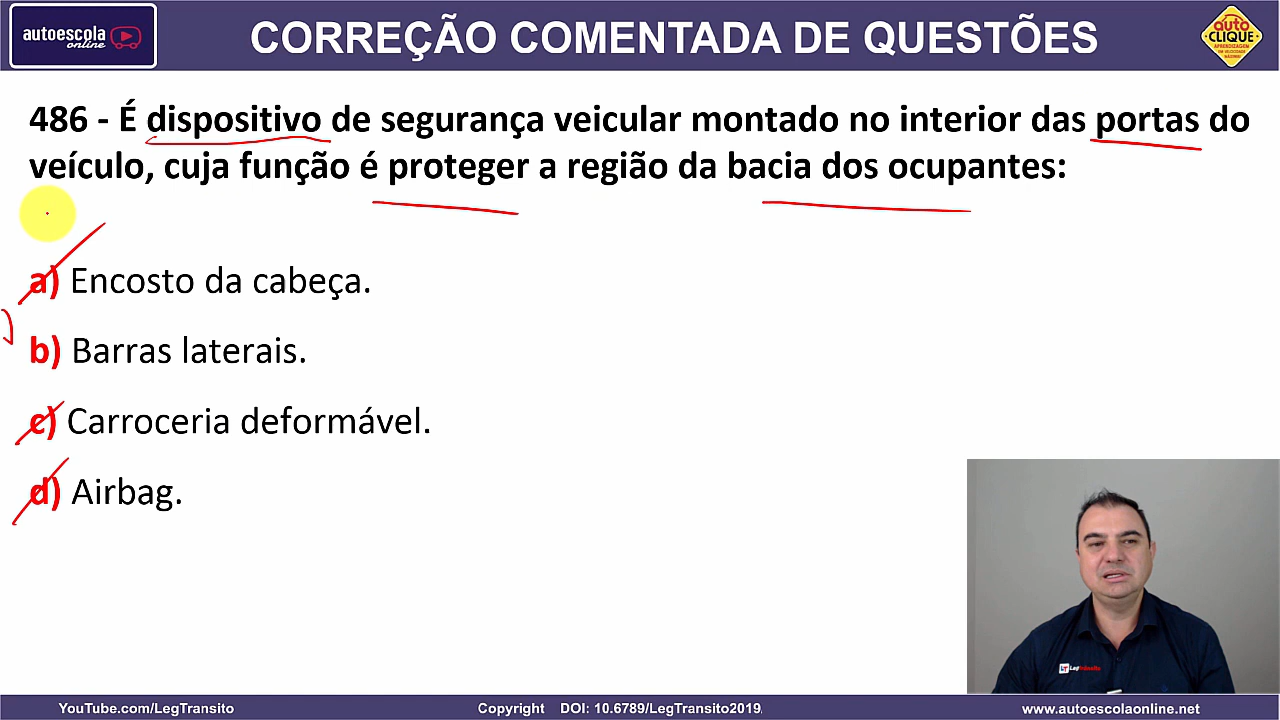 autoescola
online
CORREÇÃO COMENTADA DE QUESTÕES
auto
CLIQUE
APRENDIZAGEM
486 - É dispositivo de segurança veicular montado no interior das portas do
veículo, cuja função é proteger a região da bacia dos ocupantes:
a) Encosto da cabeça.
b) Barras laterais.
c) Carroceria deformável.
d) Airbag.
LegTrânsito
YouTube.com/LegTransito
Copyright DOI: 10.6789/LegTransito2019
www.autoescolaonline.net